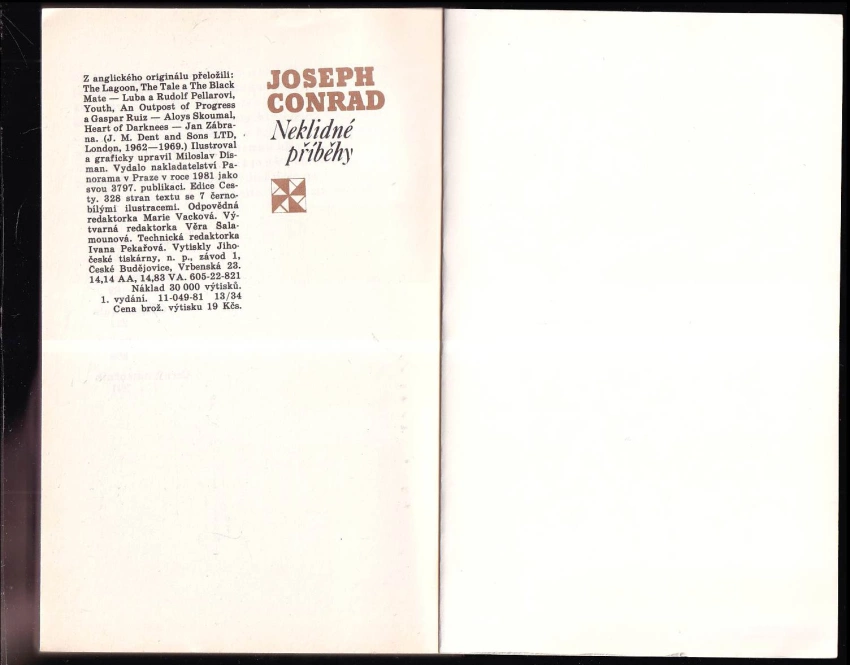 Z anglického originálu přeložili:
The Lagoon, The Tale a The Black
Mate — Luba a Rudolf Pellarovi,
Youth, An Outpost of Progress
a Gaspar Ruiz — Aloys Skoumal,
Heart of Darknees — Jan Zábra-
na. (J. M. Dent and Sons LTD,
London, 1962—1969.) Ilustroval
a graficky upravil Miloslav Dis-
man. Vydalo nakladatelství Pa-
norama v Praze v roce 1981 jako
svou 3797. publikaci. Edice Ces-
ty. 328 stran textu se 7 černo-
bílými ilustracemi. Odpovědná
redaktorka Marie Vacková. Vý-
tvarná redaktorka Věra Šala-
mounová. Technická redaktorka
Ivana Pekařová. Vytiskly Jiho-
české tiskárny, n. p., závod 1,
České Budějovice, Vrbenská 23.
14,14 AA, 14,83 VA. 605-22-821
Náklad 30 000 výtisků.
1. vydání. 11-049-81 13/34
Cena brož. výtisku 19 Kčs.
JOSEPH
CONRAD
Neklidné
příběhy